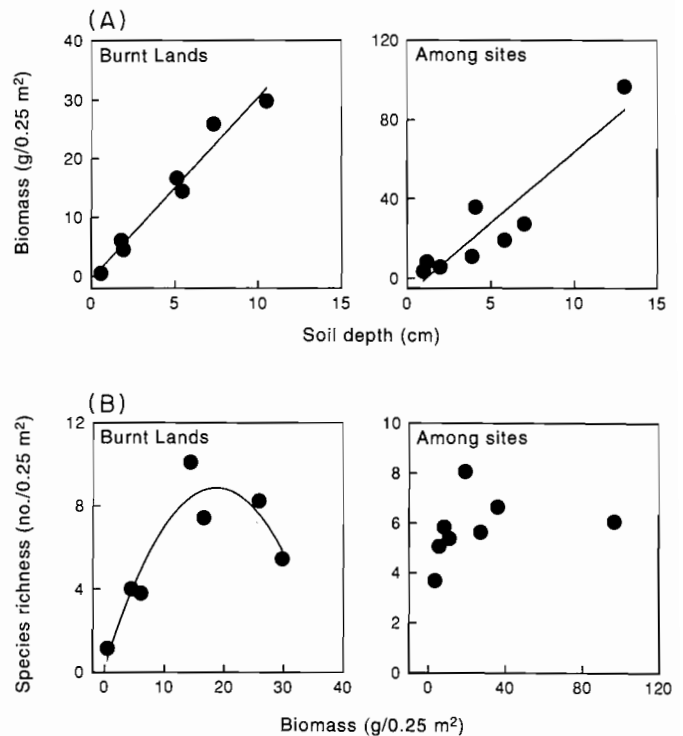 (A)
Burnt Lands
Among sites
Biomass (g/0.25 m²)
40
30
20
10
0
120
80
40
0
0 5 10 15
0 5 10 15
Soil depth (cm)
(B)
Burnt Lands
Among sites
Species richness (no./0.25 m²)
12
8
4
0
10
8
6
4
2
0
0 10 20 30 40
0 40 80 120
Biomass (g/0.25 m²)